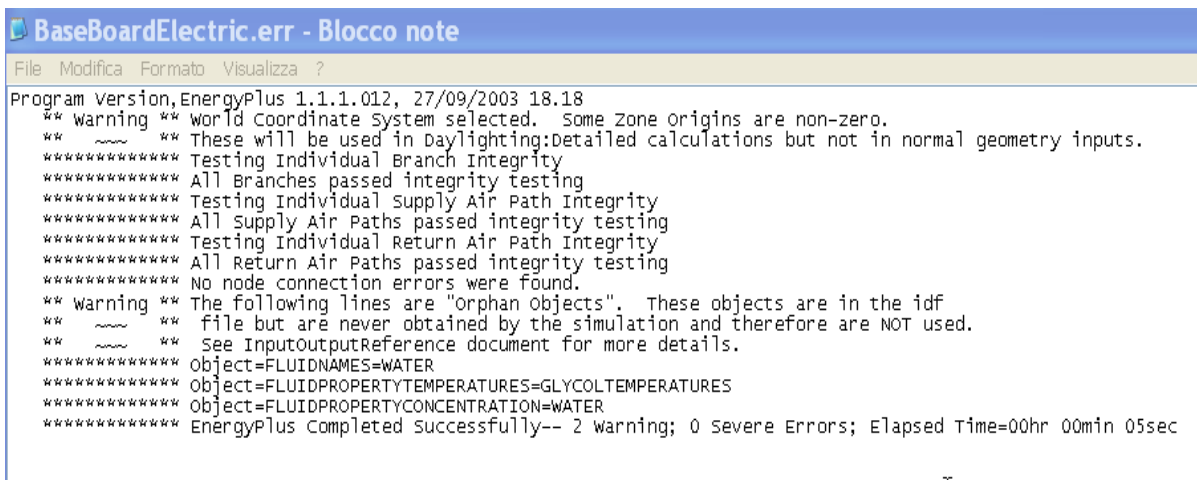 BaseBoardElectric.err - Blocco note
File Modifica Formato Visualizza ?
Program Version,EnergyPlus 1.1.1.012, 27/09/2003 18.18
** Warning ** World Coordinate System selected.  Some Zone Origins are non-zero.
**   ~~~   ** These will be used in Daylighting:Detailed calculations but not in normal geometry inputs.
************* Testing Individual Branch Integrity
************* All Branches passed integrity testing
************* Testing Individual Supply Air Path Integrity
************* All Supply Air Paths passed integrity testing
************* Testing Individual Return Air Path Integrity
************* All Return Air Paths passed integrity testing
************* No node connection errors were found.
** Warning ** The following lines are "Orphan Objects".  These objects are in the idf
**   ~~~   **  file but are never obtained by the simulation and therefore are NOT used.
**   ~~~   **  See InputOutputReference document for more details.
************* Object=FLUIDNAMES=WATER
************* Object=FLUIDPROPERTYTEMPERATURES=GLYCOLTEMPERATURES
************* Object=FLUIDPROPERTYCONCENTRATION=WATER
************* EnergyPlus Completed Successfully-- 2 Warning; 0 Severe Errors; Elapsed Time=00hr 00min 05sec